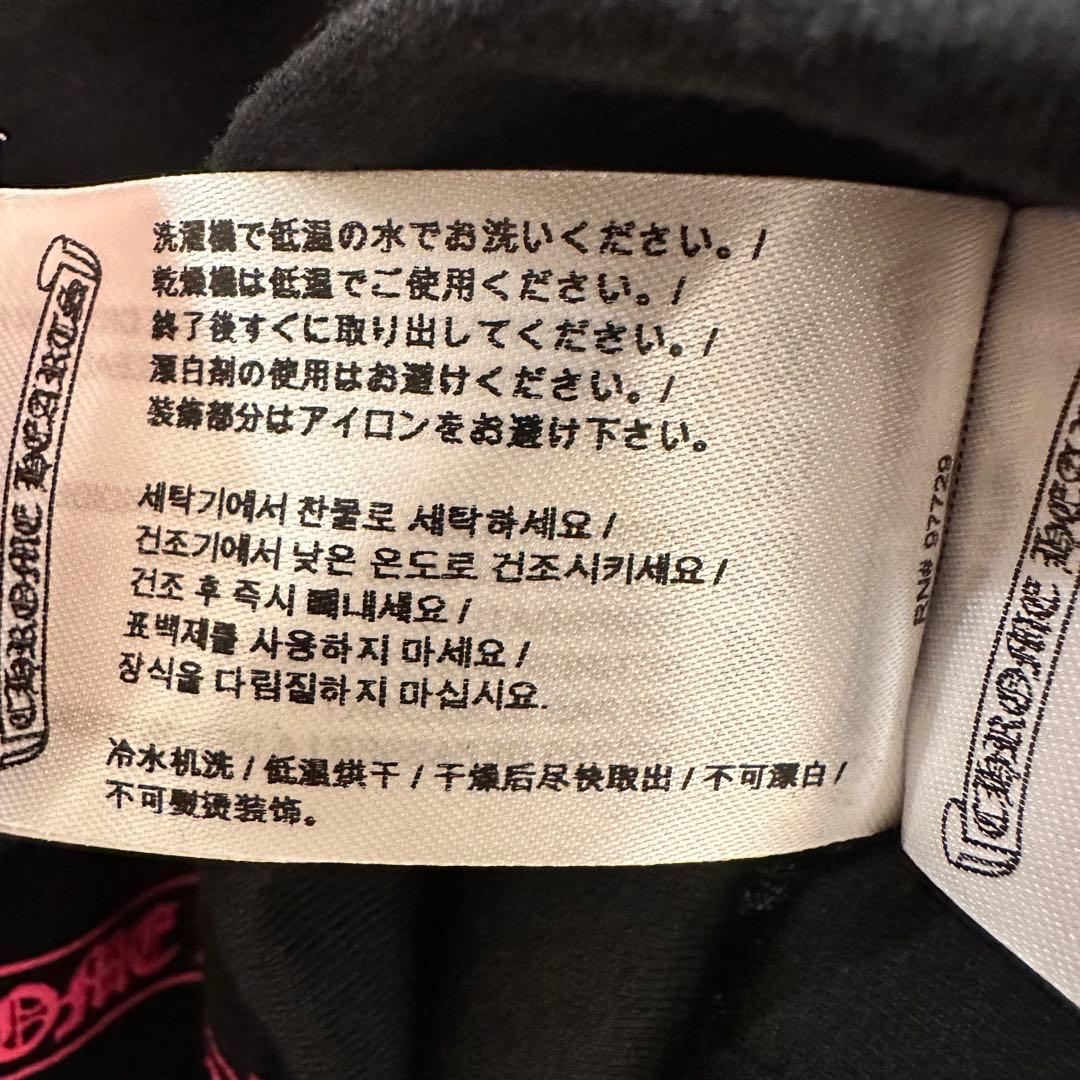 CHROME HEARTS
洗濯機で低温の水でお洗いください。/
乾燥機は低温でご使用ください。/
終了後すぐに取り出してください。/
漂白剤の使用はお避けください。/
装飾部分はアイロンをお避け下さい。
세탁기에서 찬물로 세탁하세요 /
건조기에서 낮은 온도로 건조시키세요 /
건조 후 즉시 빼내세요 /
표백제를 사용하지 마세요 /
장식을 다림질하지 마십시오.
冷水机洗 / 低温烘干 / 干燥后尽快取出 / 不可漂白 /
不可熨烫装饰。
RN# 97729
CHROME